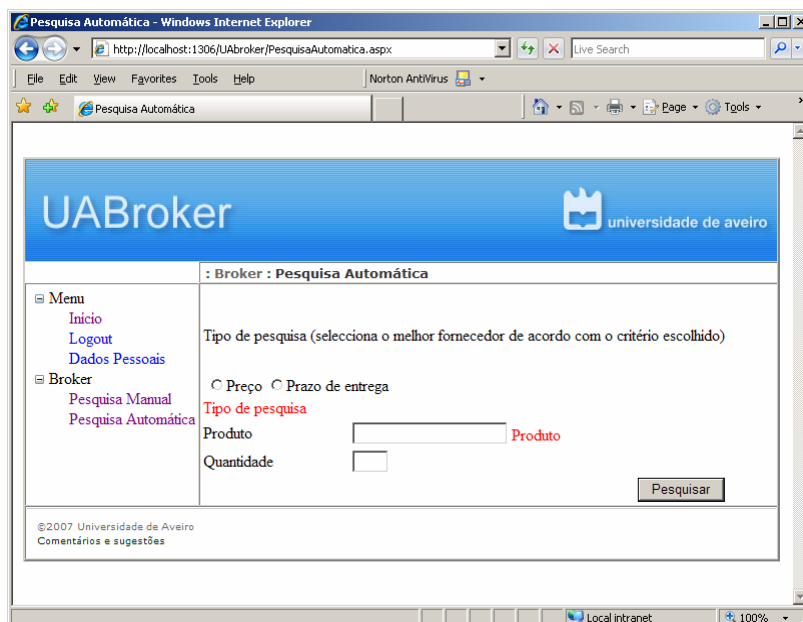 Pesquisa Automática - Windows Internet Explorer
http://localhost:1306/UAbroker/PesquisaAutomatica.aspx
Live Search
File Edit View Favorites Tools Help
Norton AntiVirus
Pesquisa Automática
Page Tools
UABroker
universidade de aveiro
: Broker : Pesquisa Automática
Menu
Início
Logout
Dados Pessoais
Broker
Pesquisa Manual
Pesquisa Automática
Tipo de pesquisa (selecciona o melhor fornecedor de acordo com o critério escolhido)
Preço Prazo de entrega
Tipo de pesquisa
Produto Produto
Quantidade
Pesquisar
©2007 Universidade de Aveiro
Comentários e sugestões
Local intranet 100%